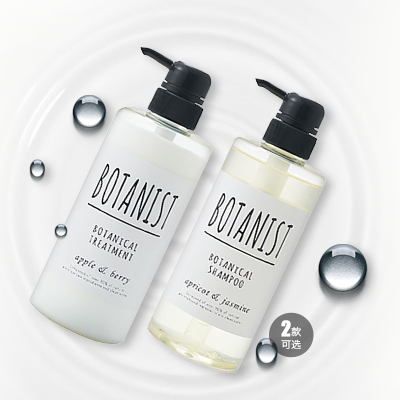 BOTANIST
BOTANICAL
TREATMENT
apple & berry
BOTANIST
BOTANICAL
SHAMPOO
apricot & jasmine
2款
可选